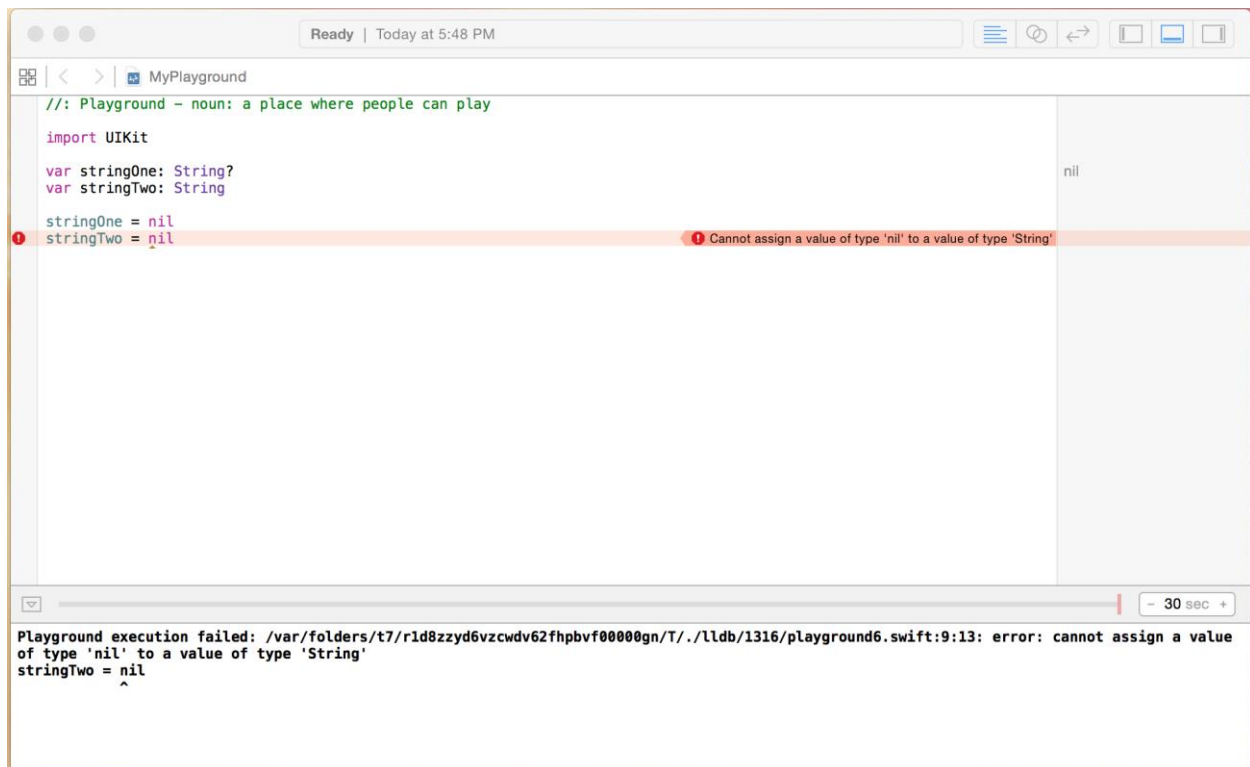 Ready | Today at 5:48 PM
MyPlayground
//: Playground – noun: a place where people can play
import UIKit
var stringOne: String?
nil
var stringTwo: String
stringOne = nil
stringTwo = nil
Cannot assign a value of type 'nil' to a value of type 'String'
- 30 sec +
Playground execution failed: /var/folders/t7/r1d8zzyd6vzcwdv62fhpbvf00000gn/T/./lldb/1316/playground6.swift:9:13: error: cannot assign a value
of type 'nil' to a value of type 'String'
stringTwo = nil
^